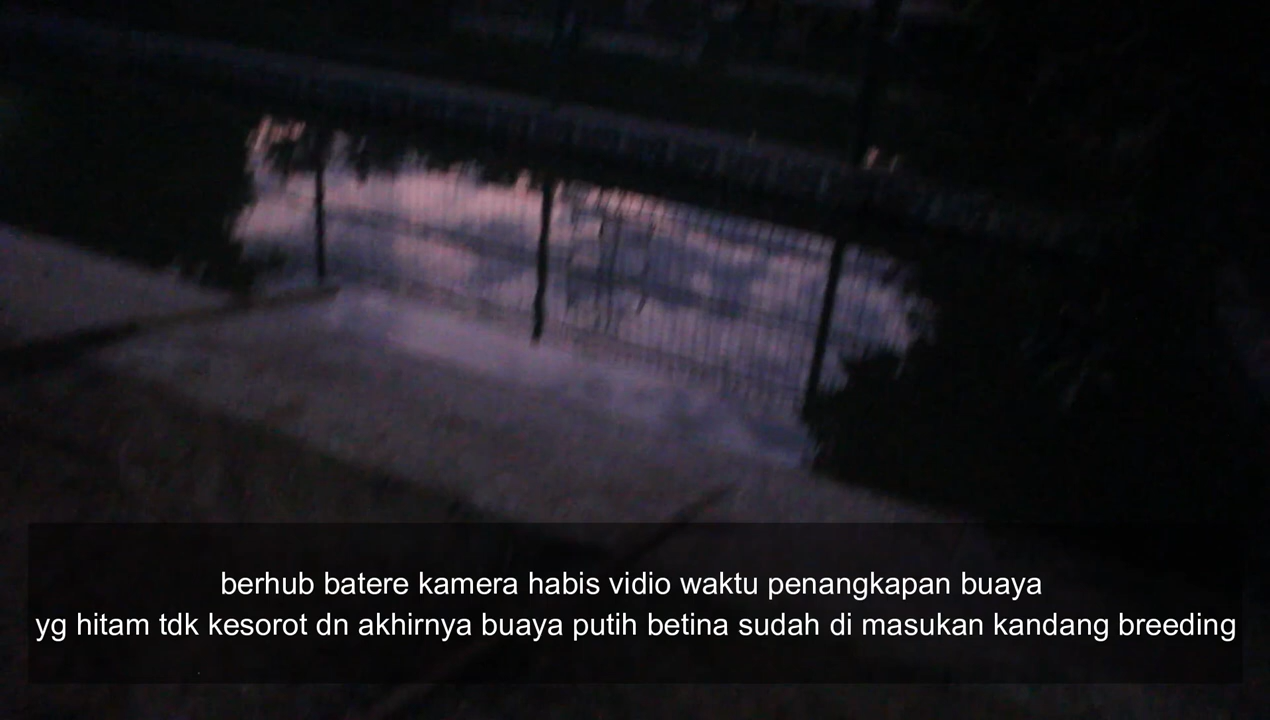 berhub batere kamera habis vidio waktu penangkapan buaya
yg hitam tdk kesorot dn akhirnya buaya putih betina sudah di masukan kandang breeding